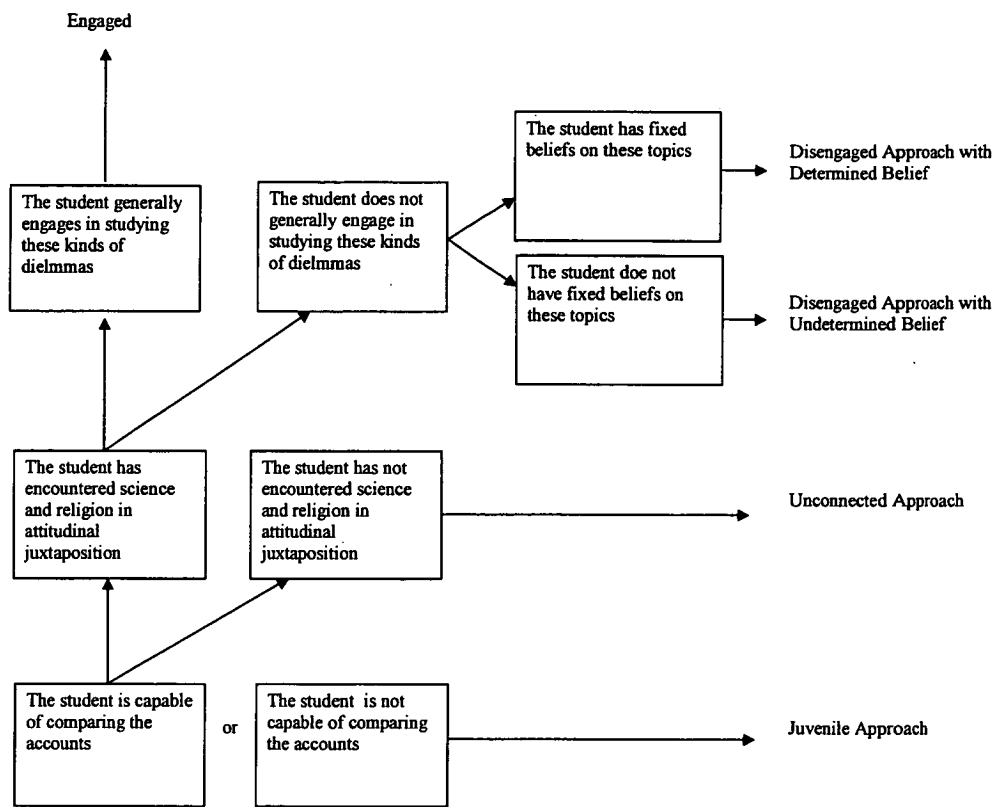 Engaged
The student has fixed
beliefs on these topics
Disengaged Approach with
Determined Belief
The student generally
engages in studying
these kinds of
dielmmas
The student does not
generally engage in
studying these kinds
of dielmmas
The student doe not
have fixed beliefs on
these topics
Disengaged Approach with
Undetermined Belief
The student has
encountered science
and religion in
attitudinal
juxtaposition
The student has not
encountered science
and religion in
attitudinal
juxtaposition
Unconnected Approach
The student is capable
of comparing the
accounts
or
The student is not
capable of comparing
the accounts
Juvenile Approach